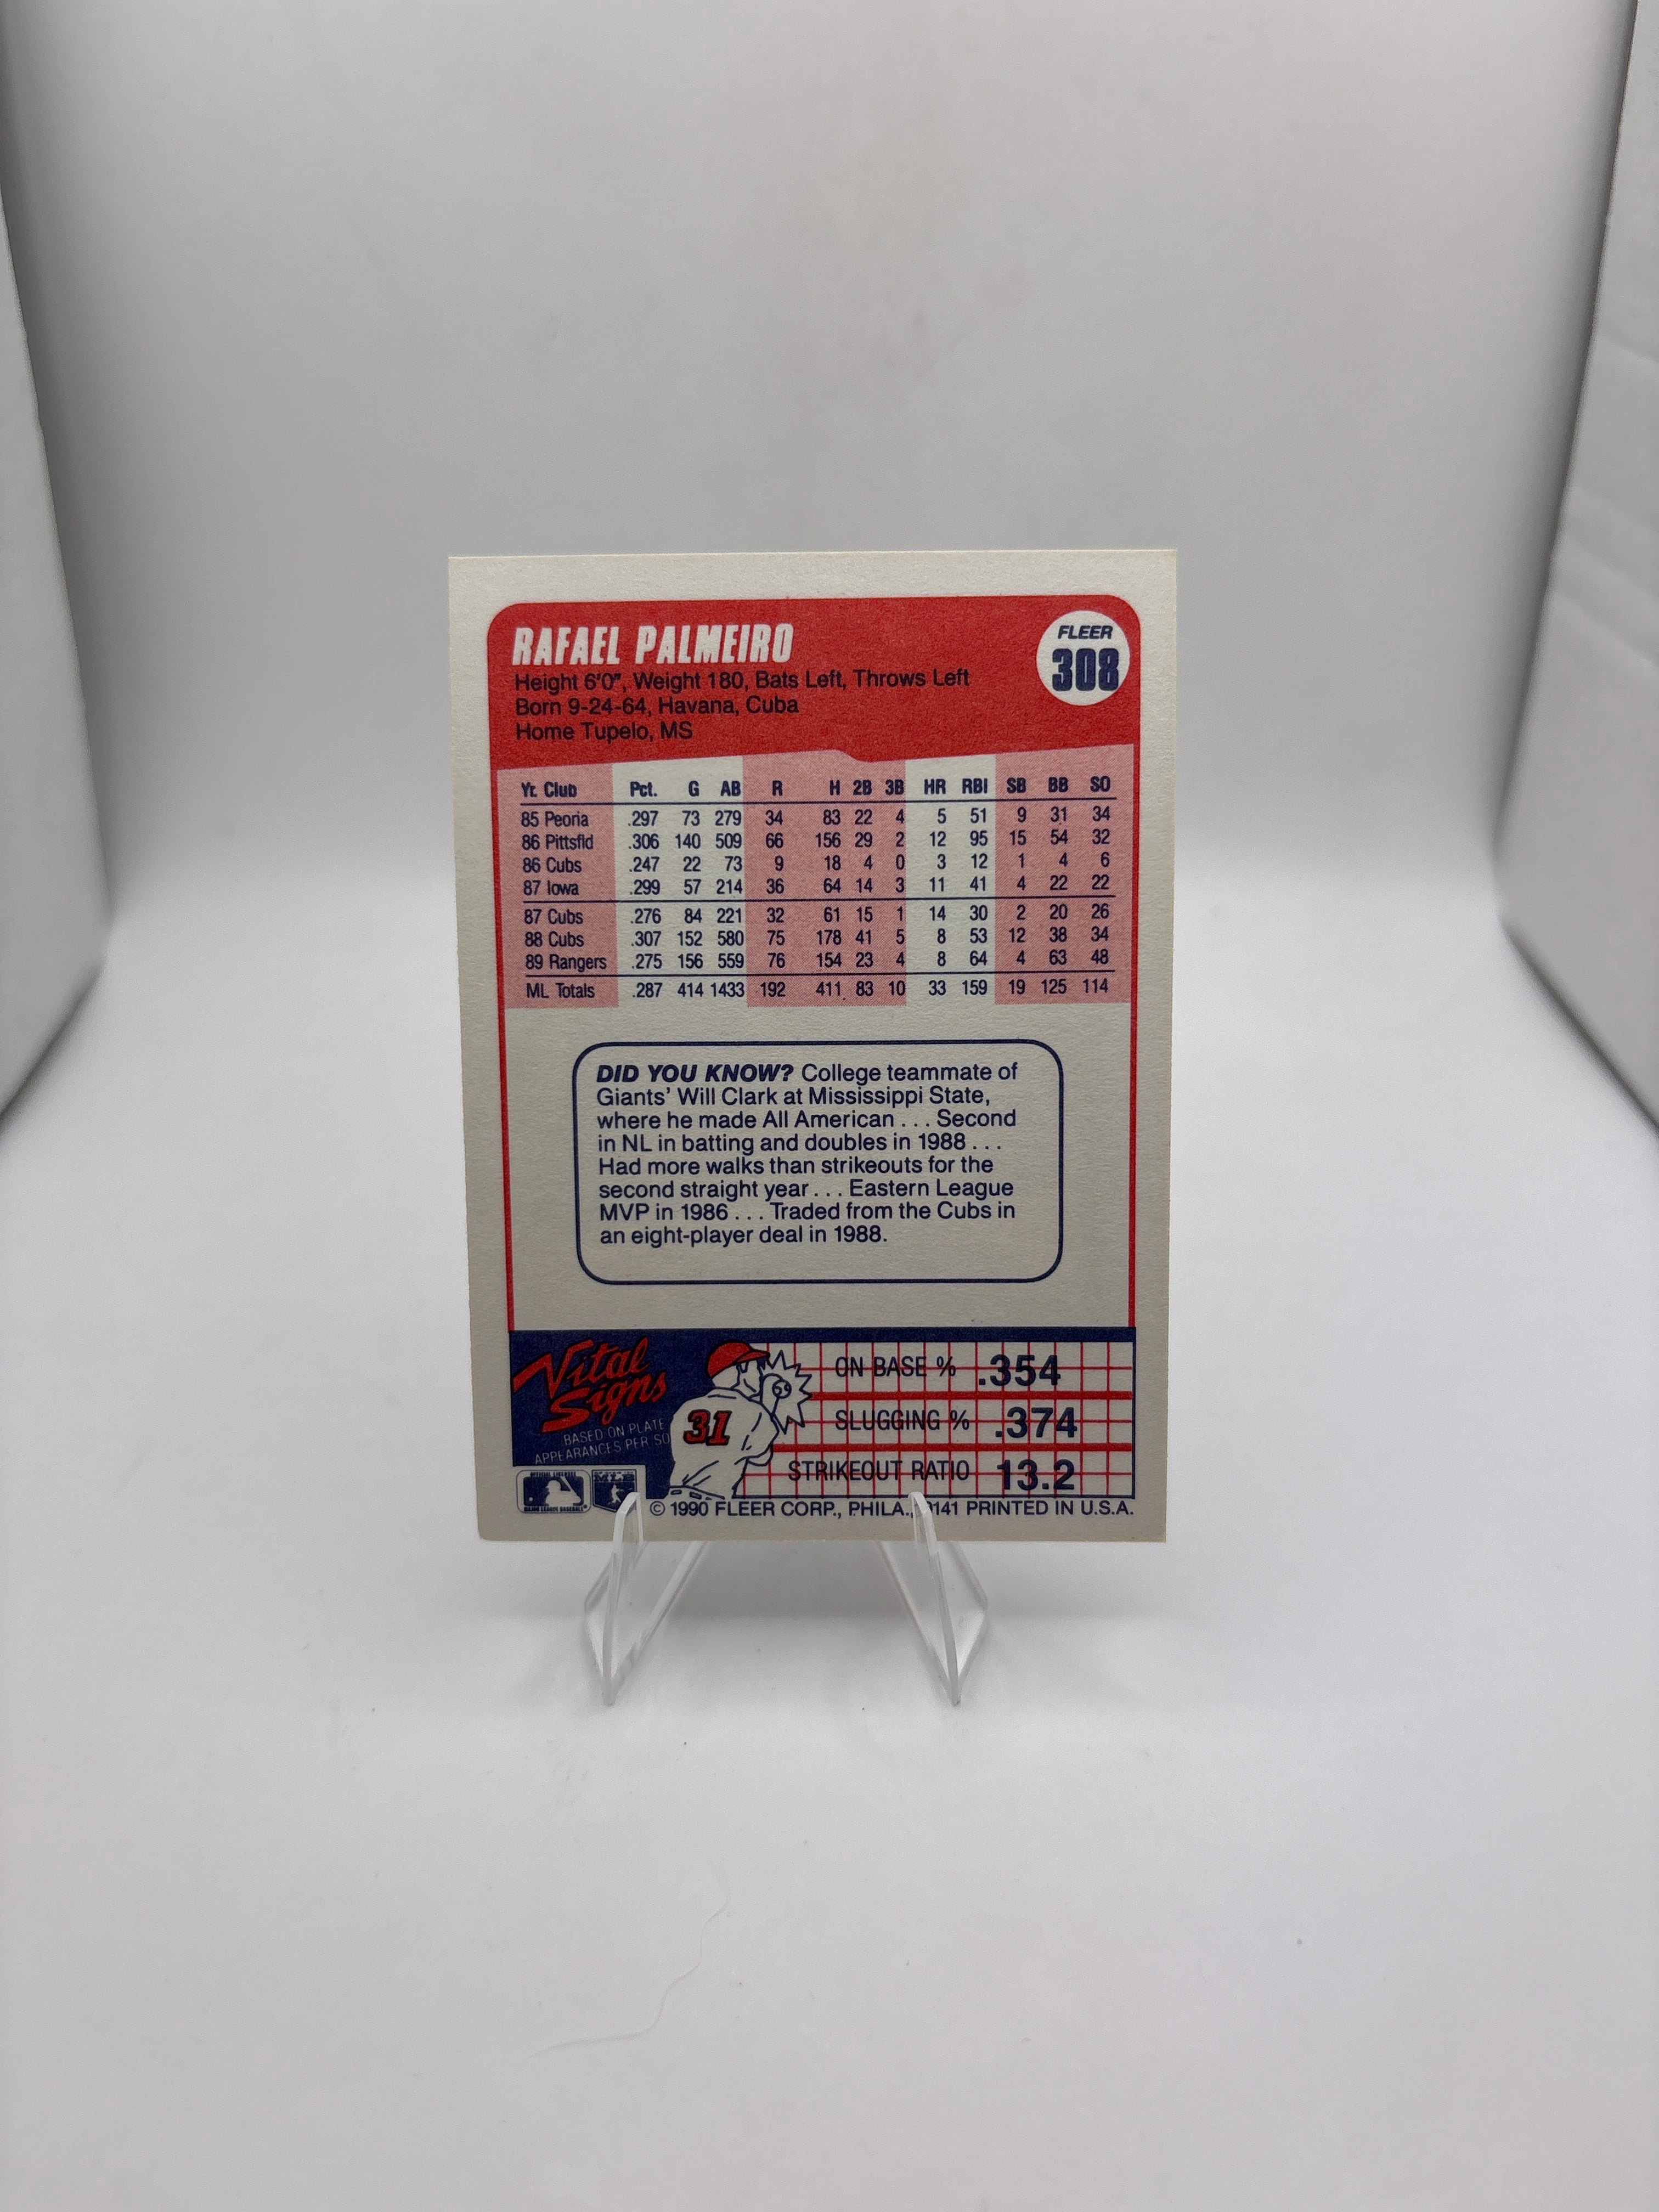 RAFAEL PALMEIRO
FLEER
308
Height 6'0", Weight 180, Bats Left, Throws Left
Born 9-24-64, Havana, Cuba
Home Tupelo, MS
Yr. Club Pct. G AB R H 2B 3B HR RBI SB BB SO
85 Peoria .297 73 279 34 83 22 4 5 51 9 31 34
86 Pittsfld .306 140 509 66 156 29 2 12 95 15 54 32
86 Cubs .247 22 73 9 18 4 0 3 12 1 4 6
87 Iowa .299 57 214 36 64 14 3 11 41 4 22 22
87 Cubs .276 84 221 32 61 15 1 14 30 2 20 26
88 Cubs .307 152 580 75 178 41 5 8 53 12 38 34
89 Rangers .275 156 559 76 154 23 4 8 64 4 63 48
ML Totals .287 414 1433 192 411 83 10 33 159 19 125 114
DID YOU KNOW? College teammate of
Giants' Will Clark at Mississippi State,
where he made All American . . . Second
in NL in batting and doubles in 1988 . . .
Had more walks than strikeouts for the
second straight year . . . Eastern League
MVP in 1986 . . . Traded from the Cubs in
an eight-player deal in 1988.
Vital
Signs
BASED ON PLATE
APPEARANCES PER SO
31
ON BASE % .354
SLUGGING % .374
STRIKEOUT RATIO 13.2
MLB
© 1990 FLEER CORP., PHILA., 141 PRINTED IN U.S.A.